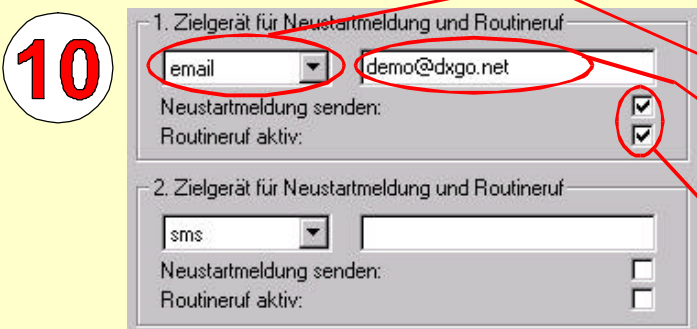 10
1. Zielgerät für Neustartmeldung und Routineruf
email demo@dxgo.net
Neustartmeldung senden:
Routineruf aktiv:
2. Zielgerät für Neustartmeldung und Routineruf
sms
Neustartmeldung senden:
Routineruf aktiv: